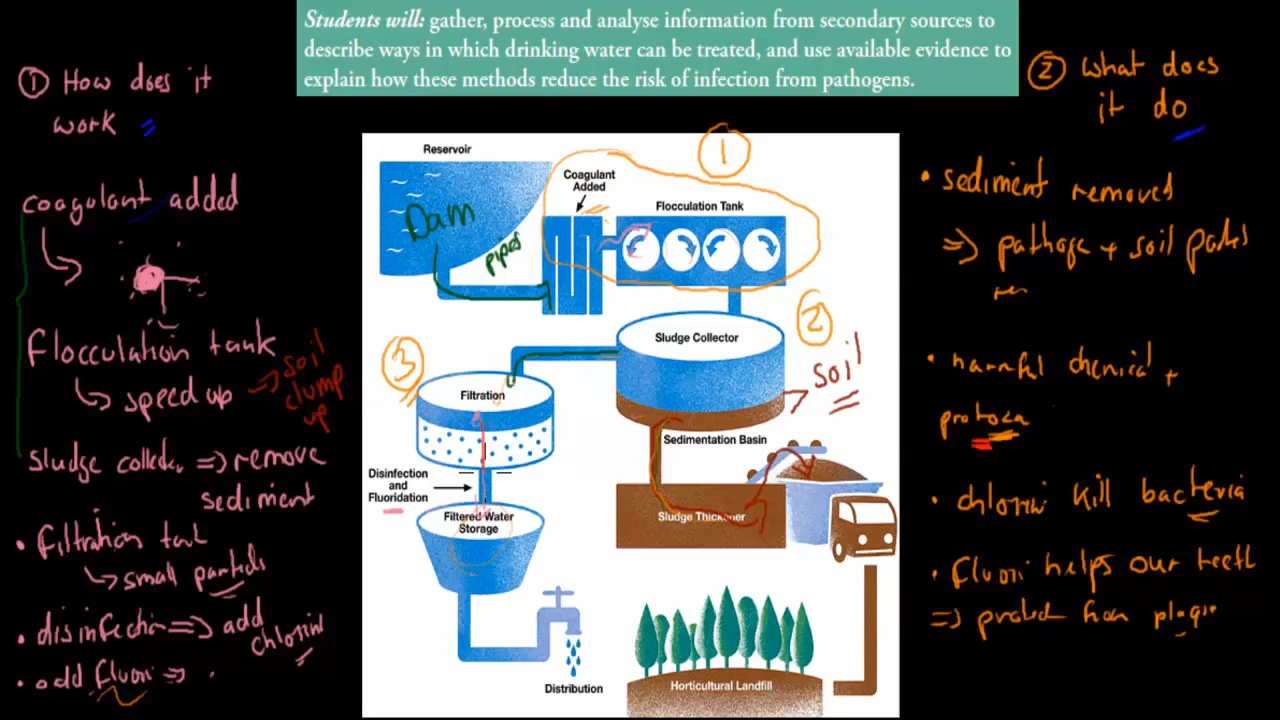 Students will: gather, process and analyse information from secondary sources to
describe ways in which drinking water can be treated, and use available evidence to
explain how these methods reduce the risk of infection from pathogens.
① How does it
work
coagulant added
Flocculation tank
speed up → soil
clump
up
sludge collector ⇒ remove
sediment
• filtration tank
small particles
• disinfection ⇒ add
chlorine
• add fluori ⇒
Reservoir
Dam
pipes
Coagulant
Added
①
Flocculation Tank
Sludge Collector
②
soil
Sedimentation Basin
Sludge Thickener
③
Filtration
Disinfection
and
Fluoridation
Filtered Water
Storage
Distribution
Horticultural Landfill
② What does
it do
• sediment removed
⇒ pathoge + soil
• harmful chemical +
protozoa
• chlorin kill bacteria
• Fluori helps our teeth
⇒ protect from plaque